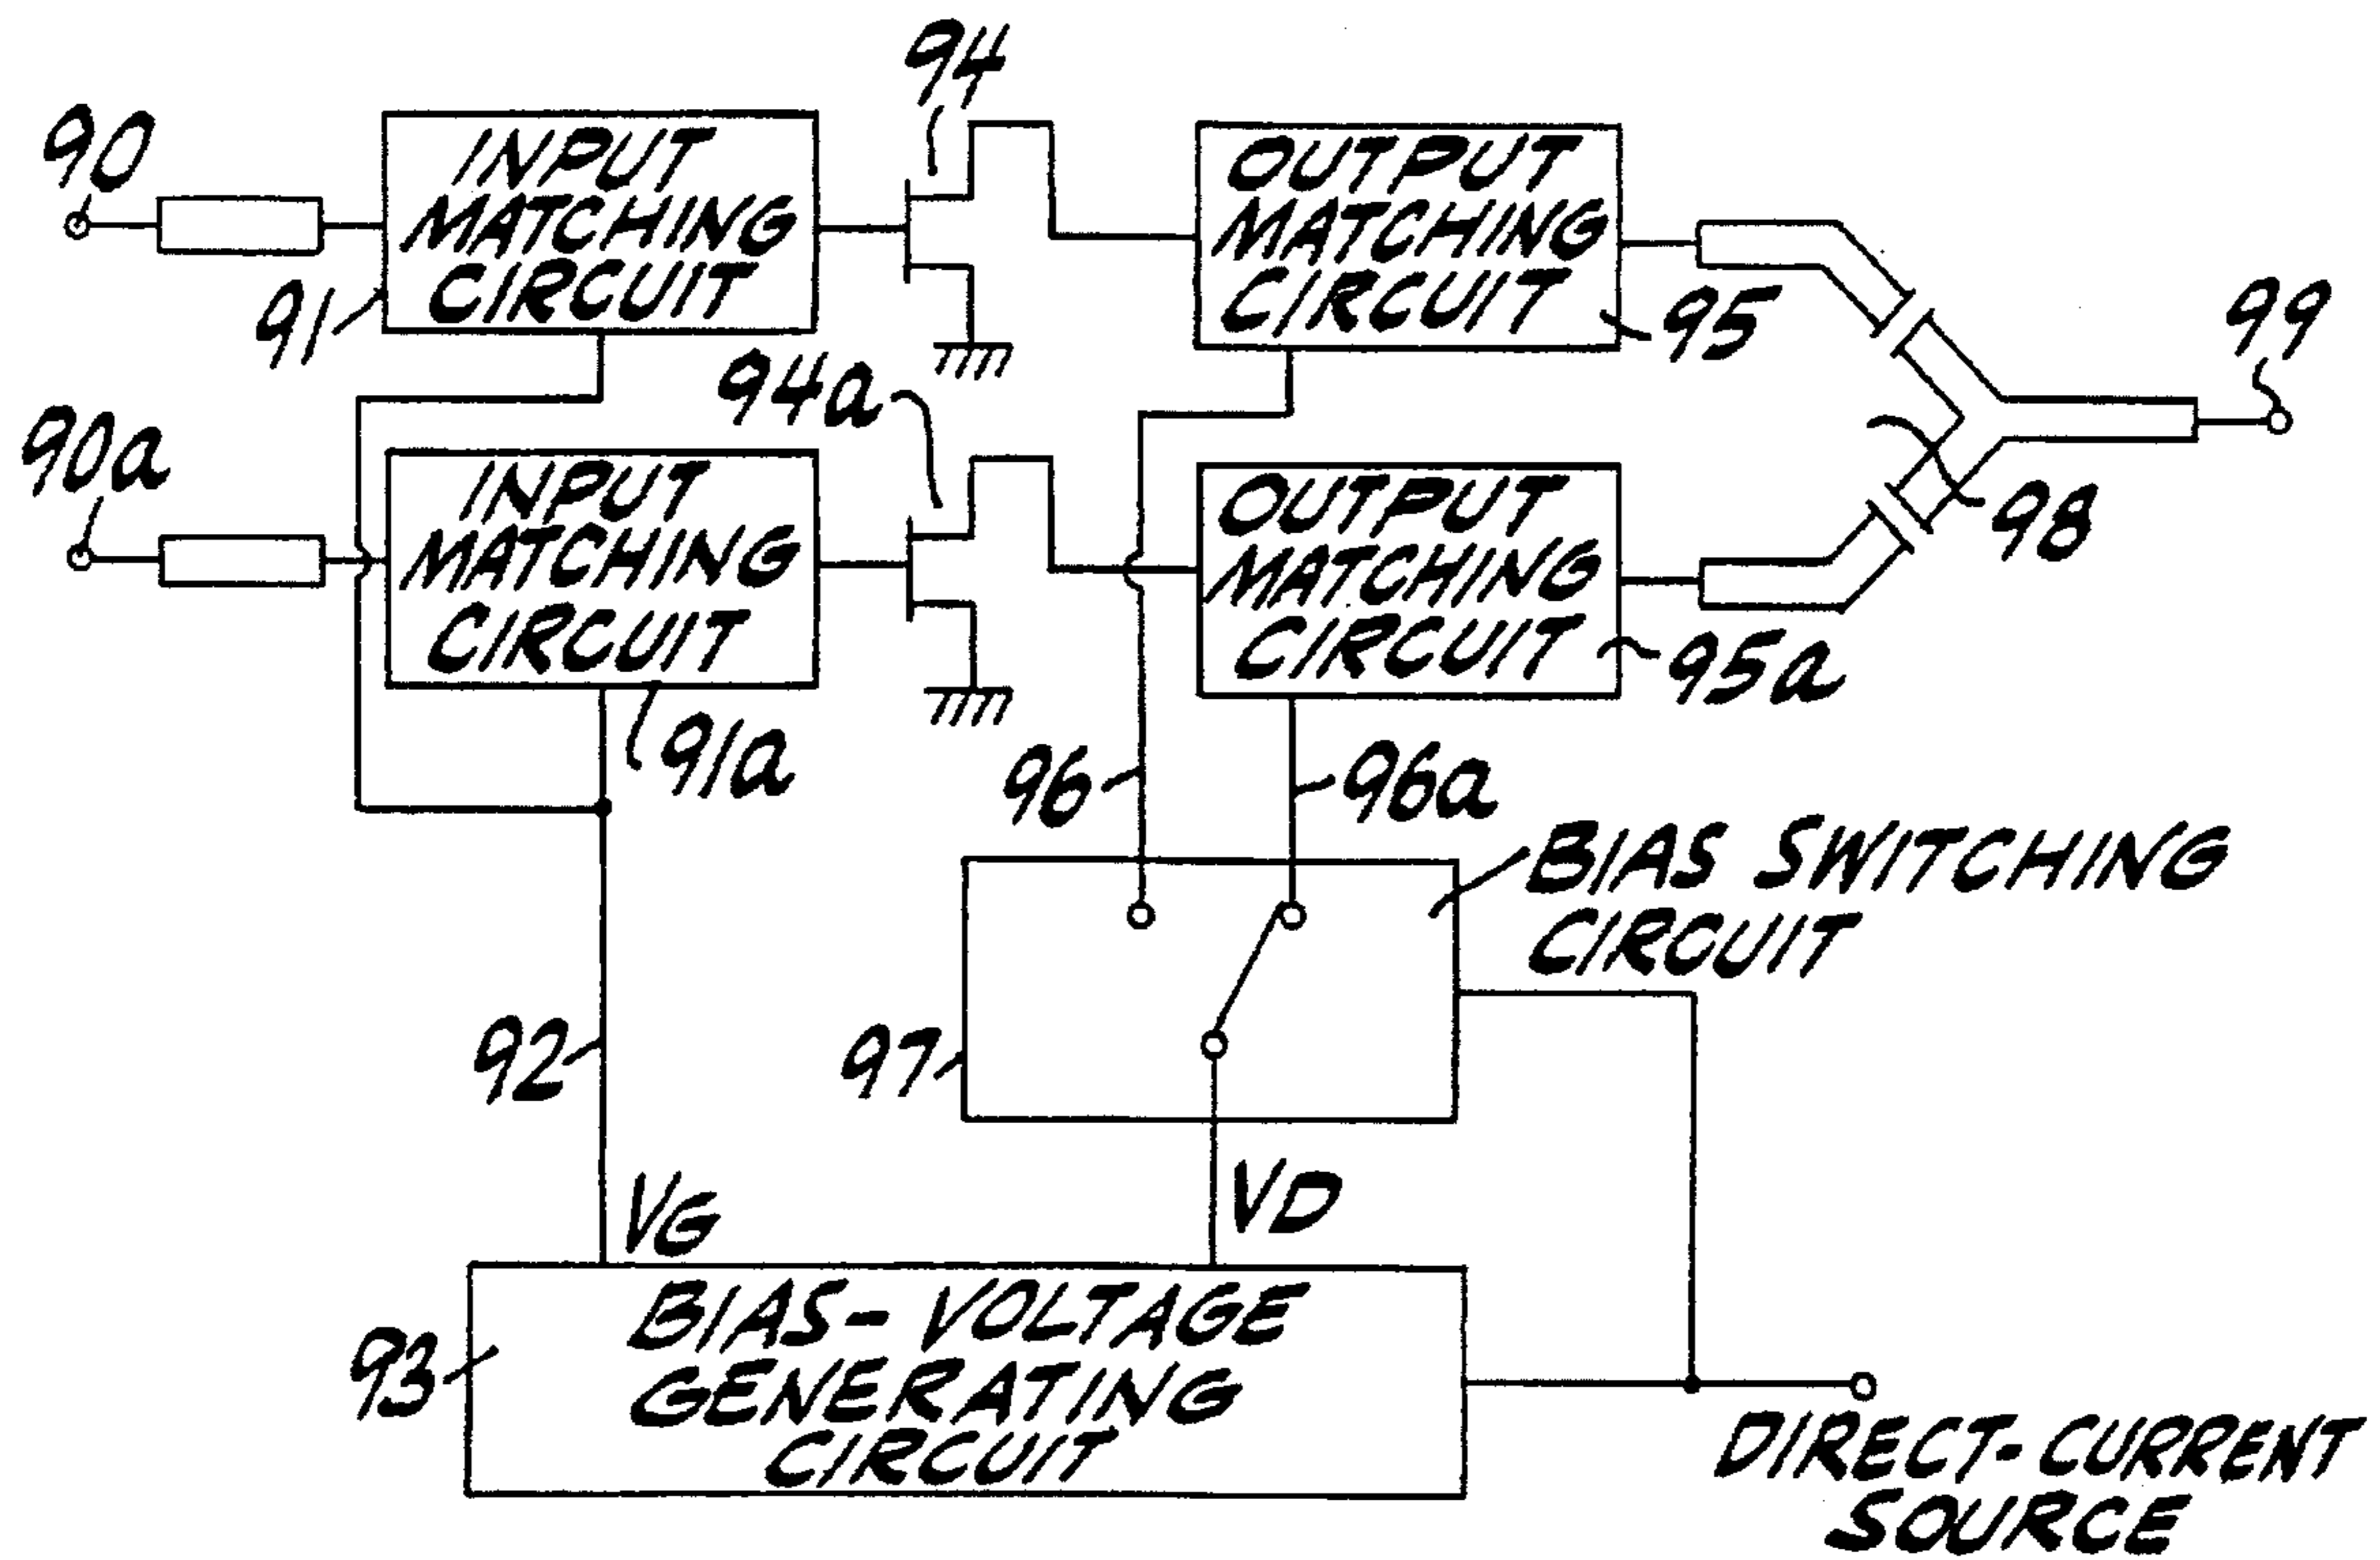 94
90
INPUT
MATCHING
CIRCUIT
91
OUTPUT
MATCHING
CIRCUIT
95
99
94a
90a
INPUT
MATCHING
CIRCUIT
91a
OUTPUT
MATCHING
CIRCUIT
95a
98
96
96a
BIAS SWITCHING
CIRCUIT
92
97
VG
VD
93
BIAS-VOLTAGE
GENERATING
CIRCUIT
DIRECT-CURRENT
SOURCE